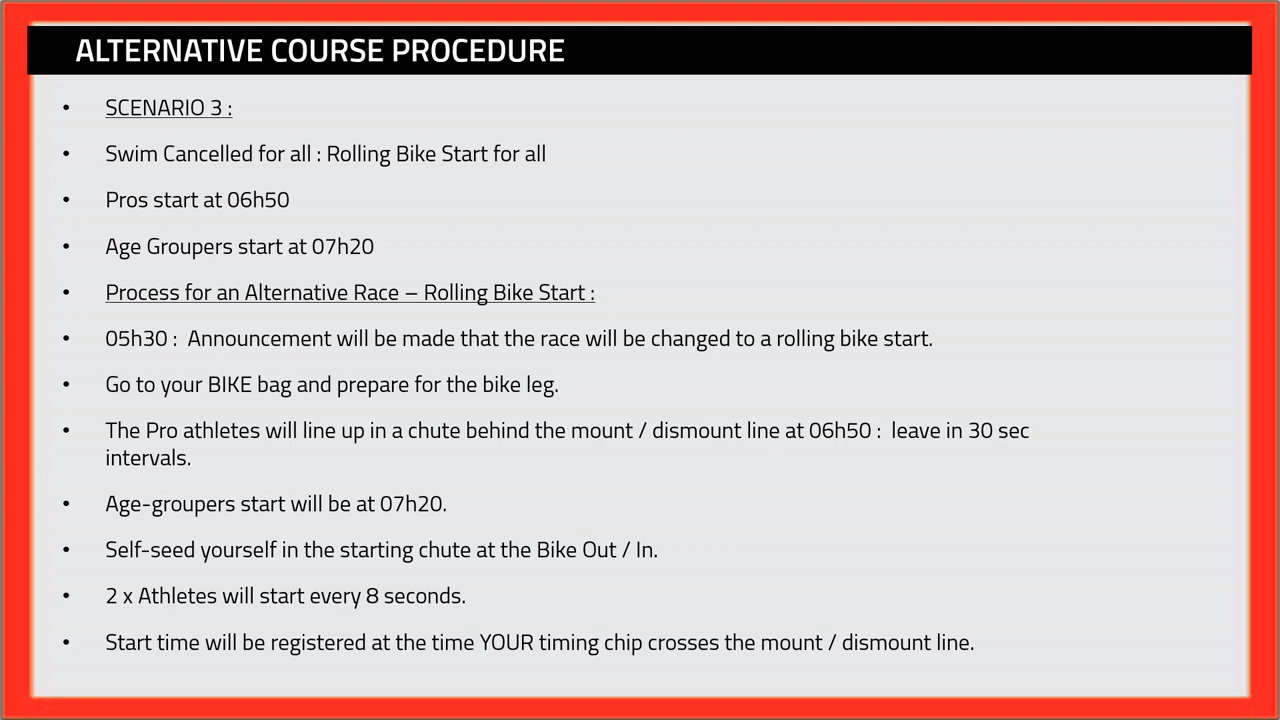 ALTERNATIVE COURSE PROCEDURE
• SCENARIO 3 :
• Swim Cancelled for all : Rolling Bike Start for all
• Pros start at 06h50
• Age Groupers start at 07h20
• Process for an Alternative Race – Rolling Bike Start :
• 05h30 :  Announcement will be made that the race will be changed to a rolling bike start.
• Go to your BIKE bag and prepare for the bike leg.
• The Pro athletes will line up in a chute behind the mount / dismount line at 06h50 :  leave in 30 sec
intervals.
• Age-groupers start will be at 07h20.
• Self-seed yourself in the starting chute at the Bike Out / In.
• 2 x Athletes will start every 8 seconds.
• Start time will be registered at the time YOUR timing chip crosses the mount / dismount line.